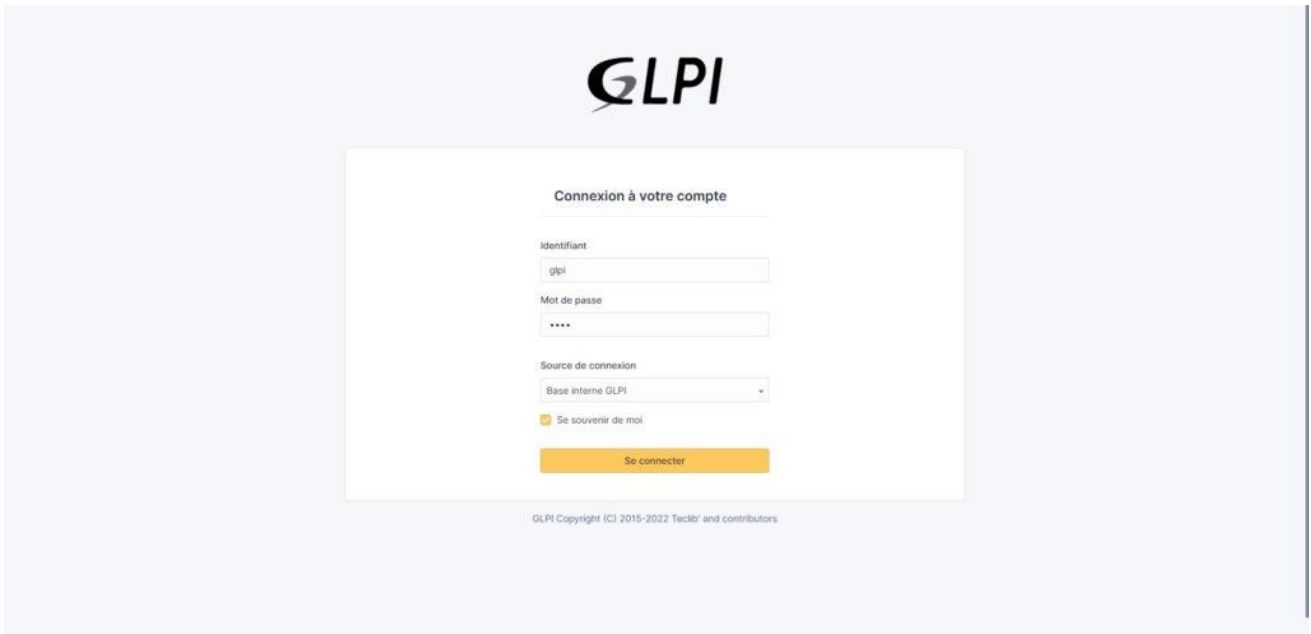 GLPI
Connexion à votre compte
Identifiant
glpi
Mot de passe
••••
Source de connexion
Base interne GLPI
Se souvenir de moi
Se connecter
GLPI Copyright (C) 2015-2022 Teclib' and contributors